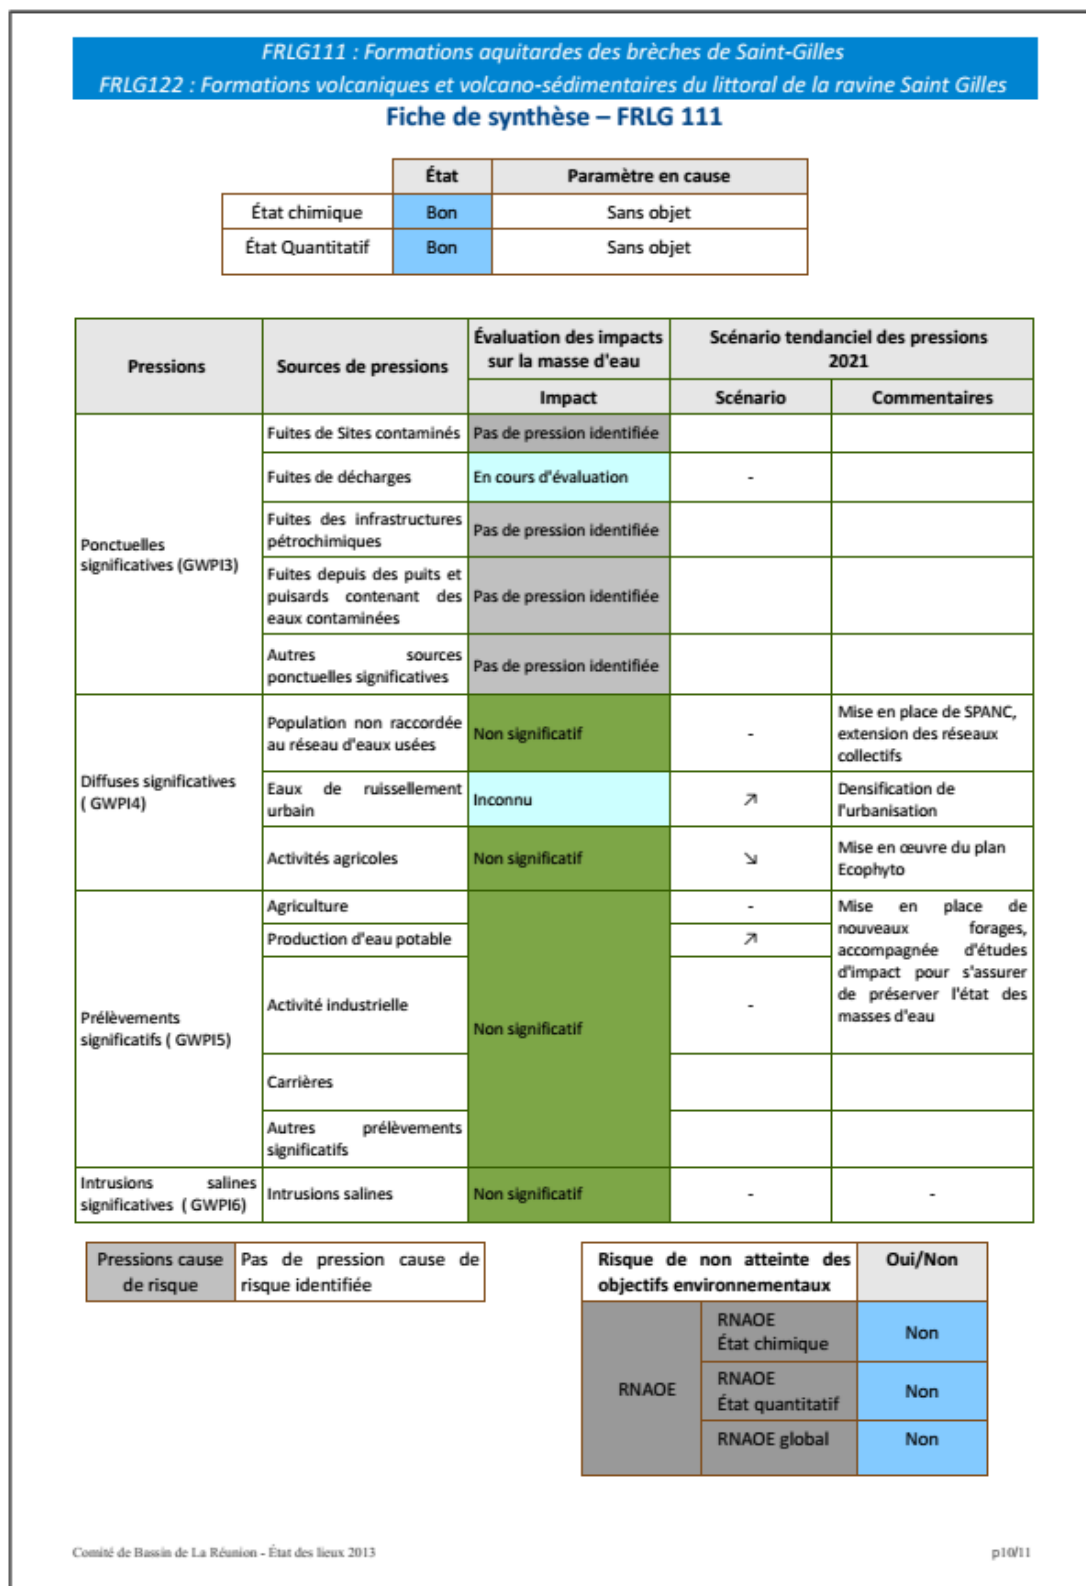 FRLG111 : Formations aquitardes des brèches de Saint-Gilles
FRLG122 : Formations volcaniques et volcano-sédimentaires du littoral de la ravine Saint Gilles
Fiche de synthèse – FRLG 111
État
Paramètre en cause
État chimique
Bon
Sans objet
État Quantitatif
Bon
Sans objet
Pressions
Sources de pressions
Évaluation des impacts
sur la masse d'eau
Scénario tendanciel des pressions
2021
Impact
Scénario
Commentaires
Ponctuelles
significatives (GWPI3)
Fuites de Sites contaminés
Pas de pression identifiée
Fuites de décharges
En cours d'évaluation
-
Fuites des infrastructures
pétrochimiques
Pas de pression identifiée
Fuites depuis des puits et
puisards contenant des
eaux contaminées
Pas de pression identifiée
Autres sources
ponctuelles significatives
Pas de pression identifiée
Diffuses significatives
( GWPI4)
Population non raccordée
au réseau d'eaux usées
Non significatif
-
Mise en place de SPANC,
extension des réseaux
collectifs
Eaux de ruissellement
urbain
Inconnu
↗
Densification de
l'urbanisation
Activités agricoles
Non significatif
↘
Mise en œuvre du plan
Ecophyto
Prélèvements
significatifs ( GWPI5)
Agriculture
Non significatif
-
Mise en place de
nouveaux forages,
accompagnée d'études
d'impact pour s'assurer
de préserver l'état des
masses d'eau
Production d'eau potable
↗
Activité industrielle
-
Carrières
Autres prélèvements
significatifs
Intrusions salines
significatives ( GWPI6)
Intrusions salines
Non significatif
-
-
Pressions cause
de risque
Pas de pression cause de
risque identifiée
Risque de non atteinte des
objectifs environnementaux
Oui/Non
RNAOE
RNAOE
État chimique
Non
RNAOE
État quantitatif
Non
RNAOE global
Non
Comité de Bassin de La Réunion - État des lieux 2013
p10/11